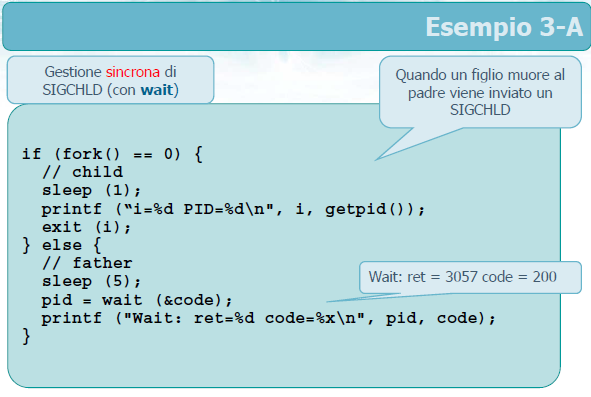 Esempio 3-A
Gestione sincrona di
SIGCHLD (con wait)
Quando un figlio muore al
padre viene inviato un
SIGCHLD
if (fork() == 0) {
// child
sleep (1);
printf (“i=%d PID=%d\n", i, getpid());
exit (i);
} else {
// father
sleep (5);
pid = wait (&code);
printf ("Wait: ret=%d code=%x\n", pid, code);
}
Wait: ret = 3057 code = 200